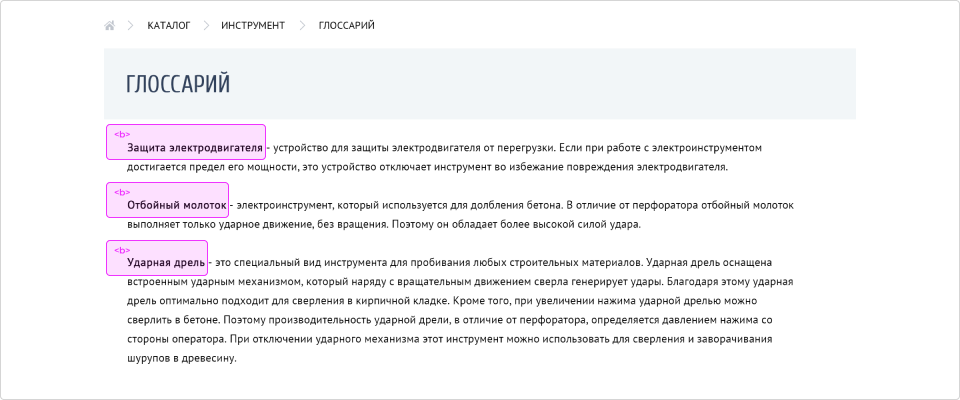 КАТАЛОГ ИНСТРУМЕНТ ГЛОССАРИЙ
ГЛОССАРИЙ
<b>
Защита электродвигателя - устройство для защиты электродвигателя от перегрузки. Если при работе с электроинструментом
достигается предел его мощности, это устройство отключает инструмент во избежание повреждения электродвигателя.
<b>
Отбойный молоток - электроинструмент, который используется для долбления бетона. В отличие от перфоратора отбойный молоток
выполняет только ударное движение, без вращения. Поэтому он обладает более высокой силой удара.
<b>
Ударная дрель - это специальный вид инструмента для пробивания любых строительных материалов. Ударная дрель оснащена
встроенным ударным механизмом, который наряду с вращательным движением сверла генерирует удары. Благодаря этому ударная
дрель оптимально подходит для сверления в кирпичной кладке. Кроме того, при увеличении нажима ударной дрелью можно
сверлить в бетоне. Поэтому производительность ударной дрели, в отличие от перфоратора, определяется давлением нажима со
стороны оператора. При отключении ударного механизма этот инструмент можно использовать для сверления и заворачивания
шурупов в древесину.